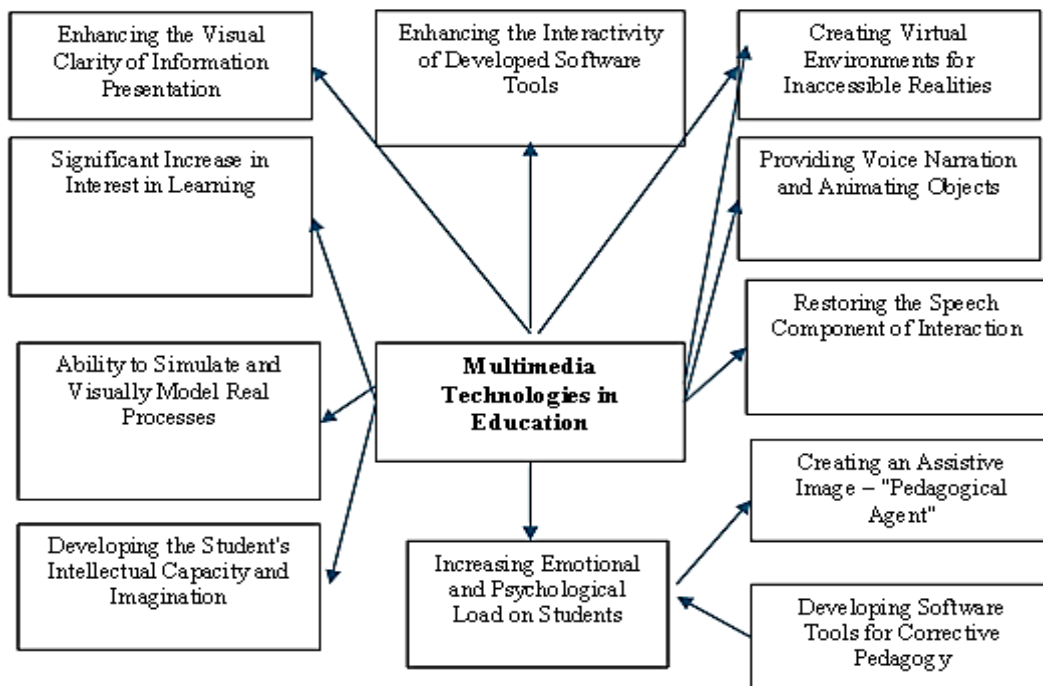 Enhancing the Visual
Clarity of Information
Presentation
Enhancing the Interactivity
of Developed Software
Tools
Creating Virtual
Environments for
Inaccessible Realities
Significant Increase in
Interest in Learning
Providing Voice Narration
and Animating Objects
Restoring the Speech
Component of Interaction
Ability to Simulate and
Visually Model Real
Processes
Multimedia
Technologies in
Education
Creating an Assistive
Image – "Pedagogical
Agent"
Developing the Student's
Intellectual Capacity and
Imagination
Increasing Emotional
and Psychological
Load on Students
Developing Software
Tools for Corrective
Pedagogy